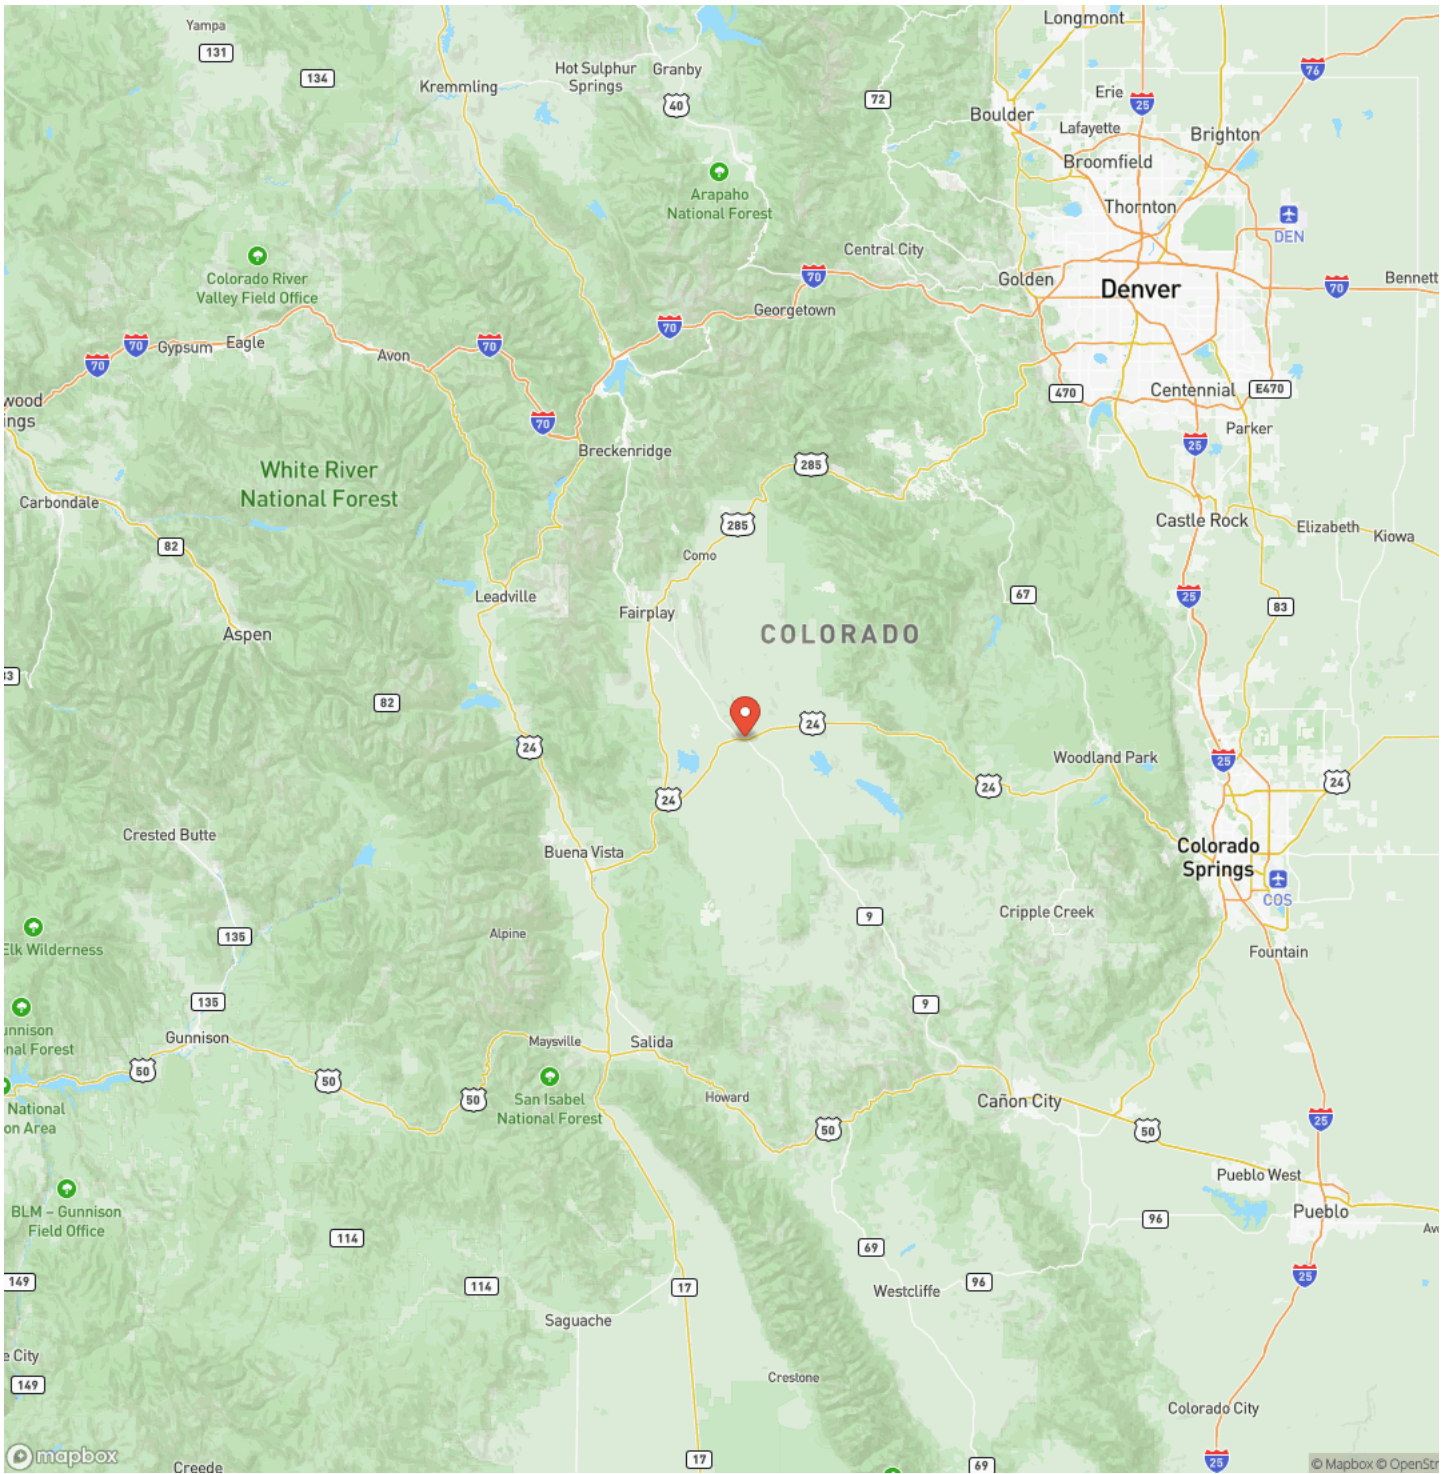 Longmont
Yampa
131
134
Hot Sulphur
Springs
Granby
76
Kremmling
72
Erie
25
40
Boulder
Lafayette
Brighton
Broomfield
Arapaho
National Forest
Thornton
DEN
Central City
Colorado River
Valley Field Office
70
Golden
Denver
70
Bennett
Georgetown
70
70
Gypsum
Eagle
70
Avon
70
wood
ings
470
Centennial
E470
70
Parker
25
Breckenridge
White River
National Forest
285
Carbondale
285
Castle Rock
Elizabeth
Kiowa
82
Como
Leadville
67
25
83
Fairplay
Aspen
COLORADO
33
82
24
24
Woodland Park
25
24
24
24
Crested Butte
Buena Vista
Colorado
Springs
COS
9
Cripple Creek
Elk Wilderness
135
Alpine
Fountain
135
9
unnison
nal Forest
Gunnison
Maysville
Salida
50
50
50
San Isabel
National Forest
Howard
Cañon City
National
on Area
50
50
25
Pueblo West
BLM – Gunnison
Field Office
96
Pueblo
Avo
114
69
25
149
114
17
Westcliffe
96
Saguache
e City
149
Crestone
Colorado City
mapbox
Creede
17
69
25
© Mapbox © OpenStr